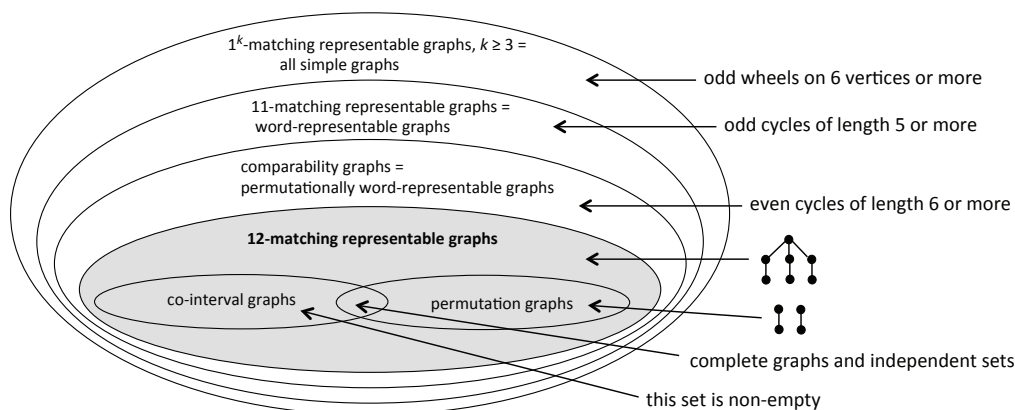 1ᵏ-matching representable graphs, k ≥ 3 =
all simple graphs
odd wheels on 6 vertices or more
11-matching representable graphs =
word-representable graphs
odd cycles of length 5 or more
comparability graphs =
permutationally word-representable graphs
even cycles of length 6 or more
12-matching representable graphs
co-interval graphs
permutation graphs
complete graphs and independent sets
this set is non-empty